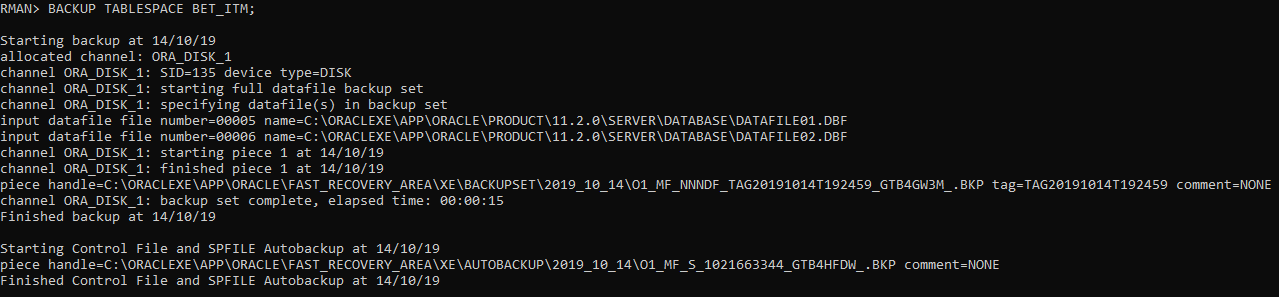 RMAN> BACKUP TABLESPACE BET_ITM;
Starting backup at 14/10/19
allocated channel: ORA_DISK_1
channel ORA_DISK_1: SID=135 device type=DISK
channel ORA_DISK_1: starting full datafile backup set
channel ORA_DISK_1: specifying datafile(s) in backup set
input datafile file number=00005 name=C:\ORACLEXE\APP\ORACLE\PRODUCT\11.2.0\SERVER\DATABASE\DATAFILE01.DBF
input datafile file number=00006 name=C:\ORACLEXE\APP\ORACLE\PRODUCT\11.2.0\SERVER\DATABASE\DATAFILE02.DBF
channel ORA_DISK_1: starting piece 1 at 14/10/19
channel ORA_DISK_1: finished piece 1 at 14/10/19
piece handle=C:\ORACLEXE\APP\ORACLE\FAST_RECOVERY_AREA\XE\BACKUPSET\2019_10_14\O1_MF_NNNDF_TAG20191014T192459_GTB4GW3M_.BKP tag=TAG20191014T192459 comment=NONE
channel ORA_DISK_1: backup set complete, elapsed time: 00:00:15
Finished backup at 14/10/19
Starting Control File and SPFILE Autobackup at 14/10/19
piece handle=C:\ORACLEXE\APP\ORACLE\FAST_RECOVERY_AREA\XE\AUTOBACKUP\2019_10_14\O1_MF_S_1021663344_GTB4HFDW_.BKP comment=NONE
Finished Control File and SPFILE Autobackup at 14/10/19